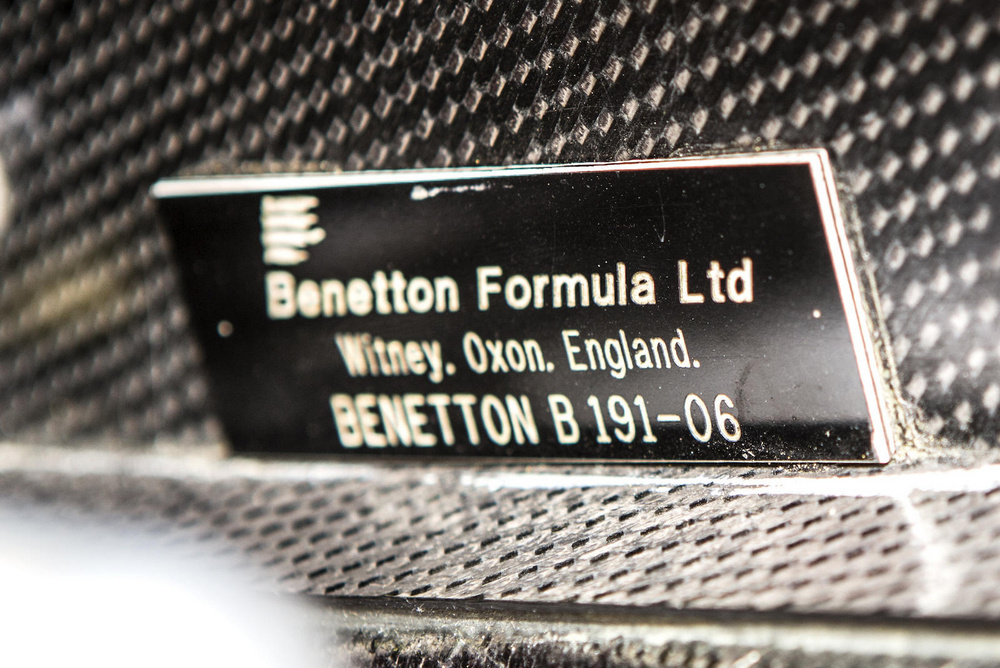 Benetton Formula Ltd
Witney. Oxon. England.
BENETTON B 191-06